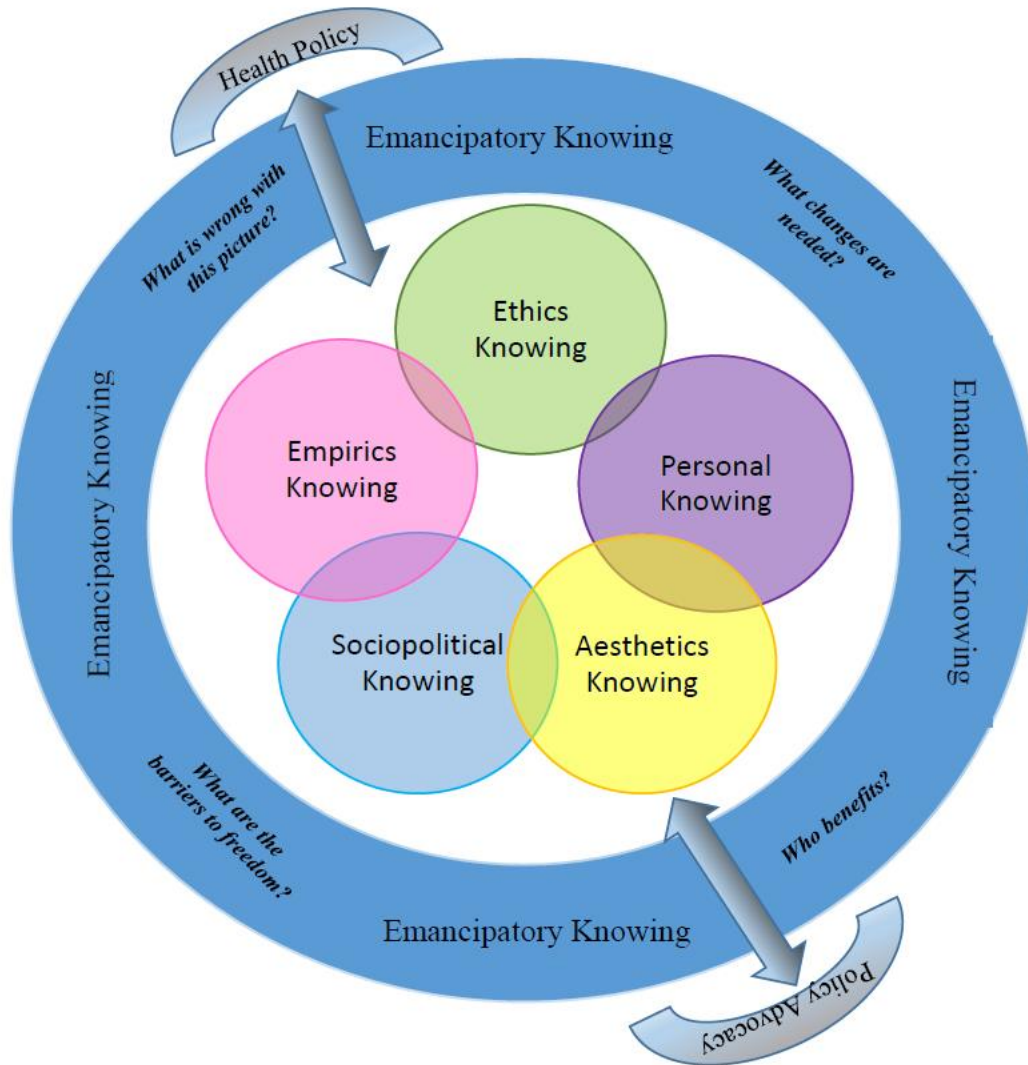 Health Policy
Emancipatory Knowing
What is wrong with
this picture?
What changes are
needed?
Ethics
Knowing
Empirics
Knowing
Personal
Knowing
Emancipatory Knowing
Emancipatory Knowing
Sociopolitical
Knowing
Aesthetics
Knowing
What are the
barriers to freedom?
Who benefits?
Emancipatory Knowing
Policy Advocacy